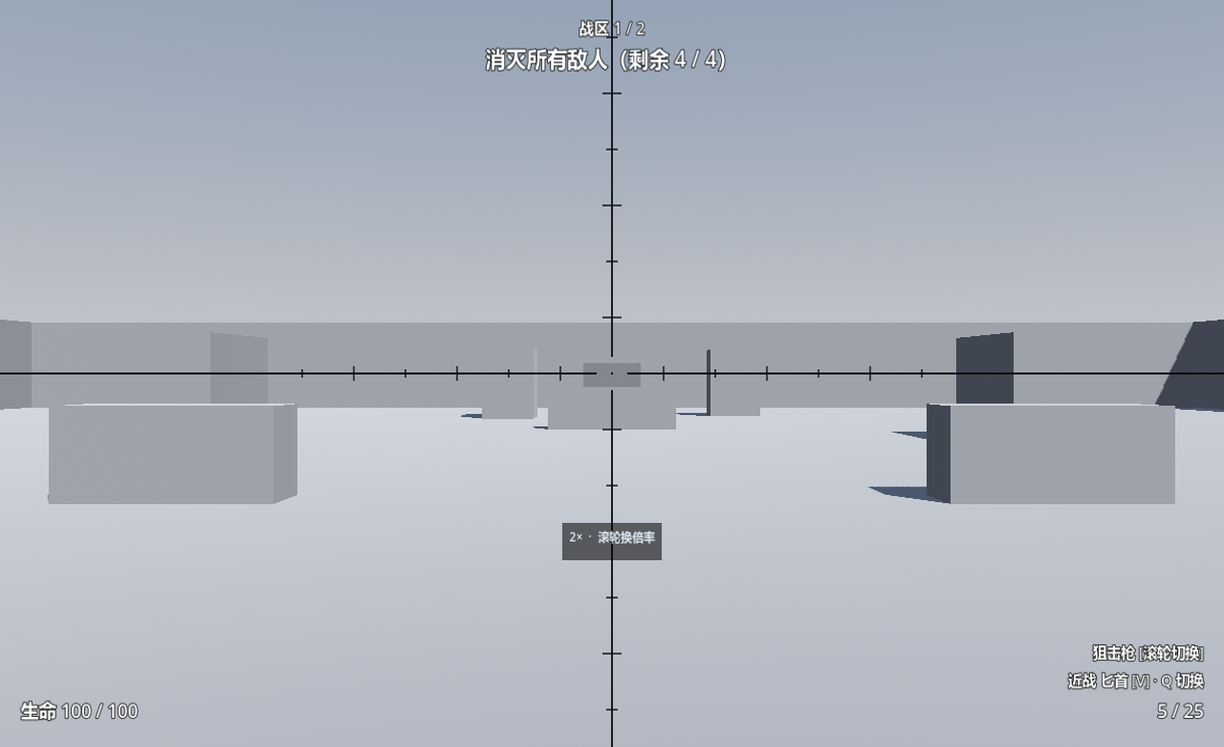 战区 1 / 2
消灭所有敌人（剩余 4 / 4）
2× · 滚轮换倍率
狙击枪 [滚轮切换]
近战 匕首 [V] · Q 切换
生命 100 / 100
5 / 25